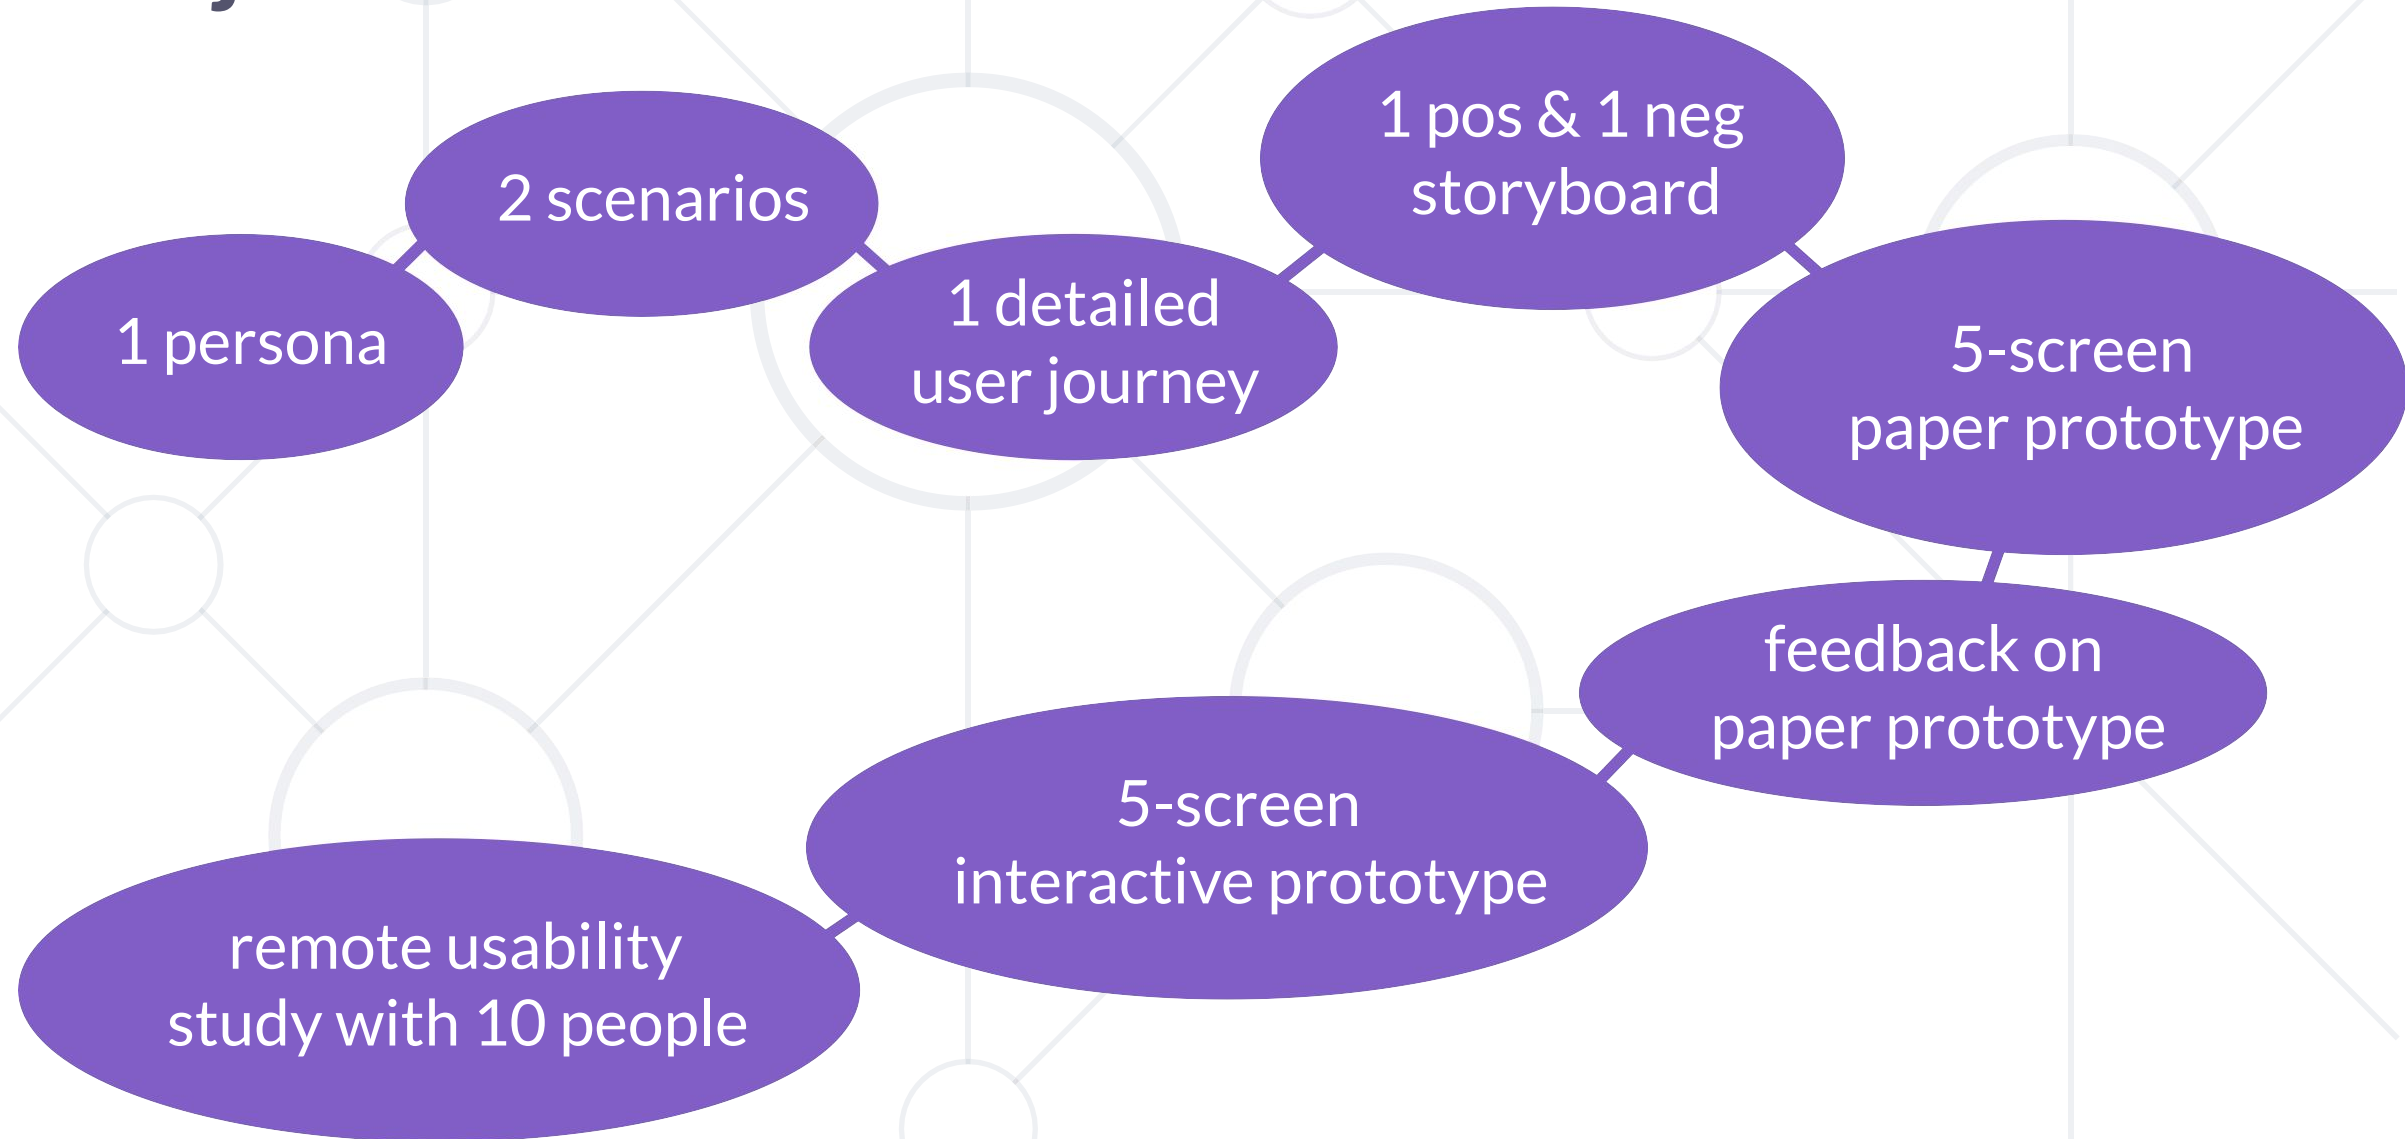 1 persona
2 scenarios
1 detailed
user journey
1 pos & 1 neg
storyboard
5-screen
paper prototype
feedback on
paper prototype
5-screen
interactive prototype
remote usability
study with 10 people